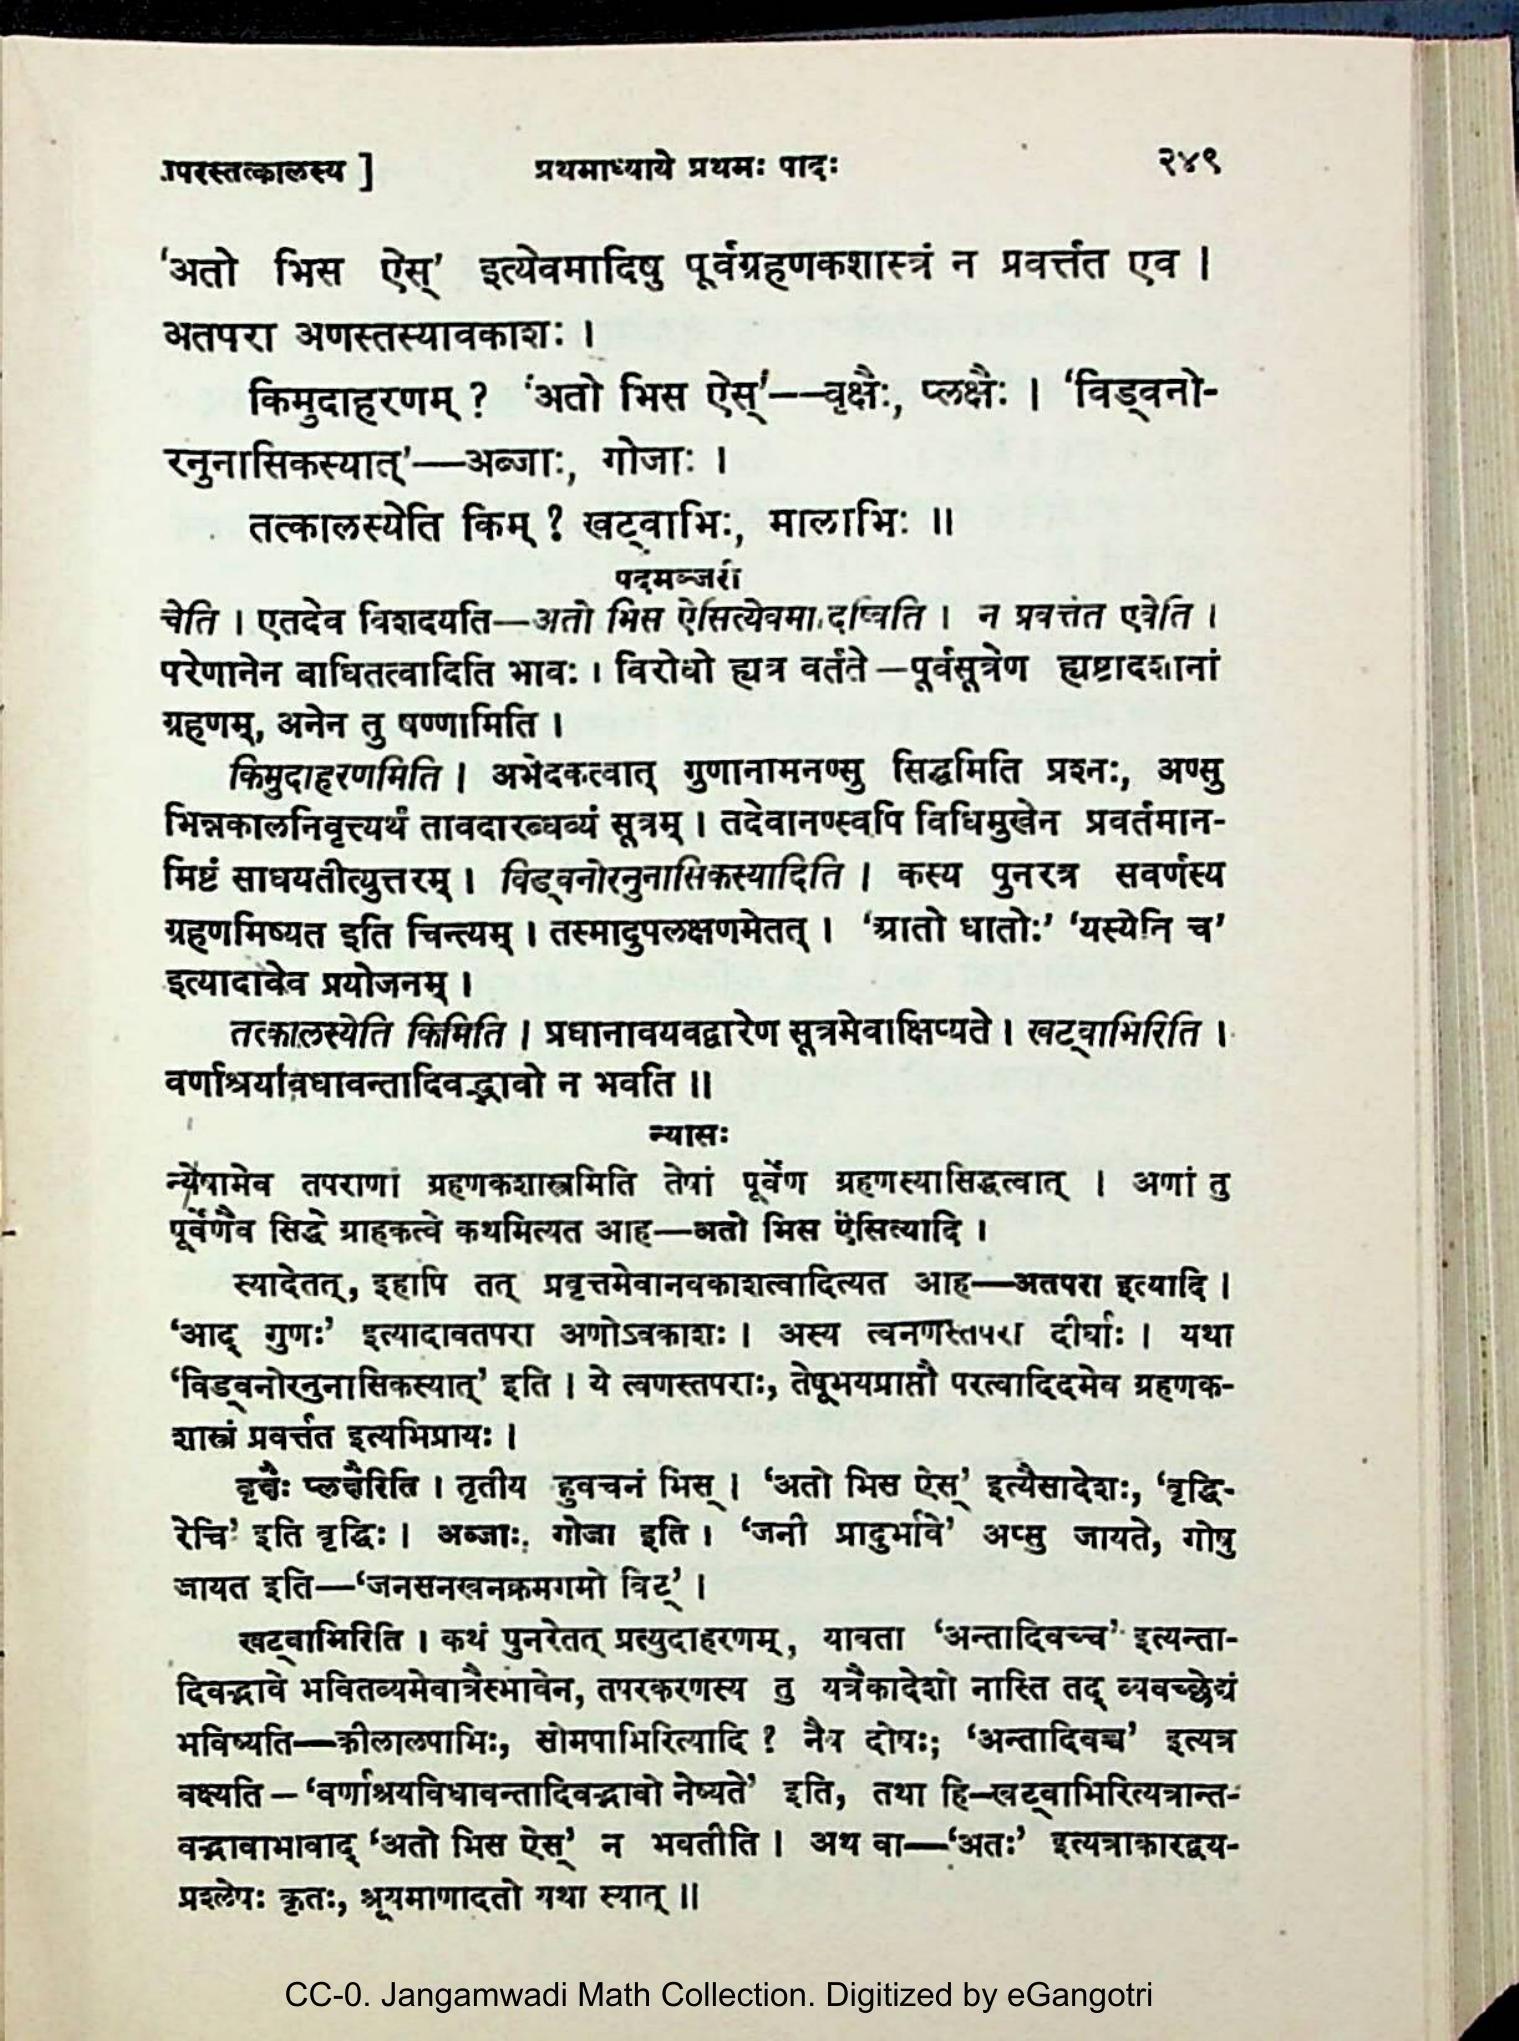 परस्तत्कालस्य ] प्रथमाध्याये प्रथमः पादः २४९
'अतो भिस ऐस्' इत्येवमादिषु पूर्वग्रहणकशास्त्रं न प्रवर्त्तत एव ।
अतपरा अणस्तस्यावकाशः ।
किमुदाहरणम् ? 'अतो भिस ऐस्'——वृक्षैः, प्लक्षैः । 'विड्वनो-
रनुनासिकस्यात्'—अब्जाः, गोजाः ।
तत्कालस्येति किम् ? खट्वाभिः, मालाभिः ॥
पदमञ्जरी
चेति । एतदेव विशदयति—अतो भिस ऐसित्येवमादिष्विति । न प्रवर्त्तत एवेति ।
परेणानेन बाधितत्वादिति भावः । विरोधो ह्यत्र वर्तते—पूर्वसूत्रेण ह्यष्टादशानां
ग्रहणम्, अनेन तु षण्णामिति ।
किमुदाहरणमिति । अभेदकत्वात् गुणानामनण्सु सिद्धमिति प्रश्नः, अण्सु
भिन्नकालनिवृत्त्यर्थं तावदारब्धव्यं सूत्रम् । तदेवानण्स्वपि विधिमुखेन प्रवर्तमान-
मिष्टं साधयतीत्युत्तरम् । विड्वनोरनुनासिकस्यादिति । कस्य पुनरत्र सवर्णस्य
ग्रहणमिष्यत इति चिन्त्यम् । तस्मादुपलक्षणमेतत् । 'आतो धातोः' 'यस्येति च'
इत्यादावेव प्रयोजनम् ।
तत्कालस्येति किमिति । प्रधानावयवद्वारेण सूत्रमेवाक्षिप्यते । खट्वाभिरिति ।
वर्णाश्रयविधावन्तादिवद्भावो न भवति ॥
न्यासः
न्येषामेव तपराणां ग्रहणकशास्त्रमिति तेषां पूर्वेण ग्रहणस्यासिद्धत्वात् । अणां तु
पूर्वेणैव सिद्धे ग्राहकत्वे कथमित्यत आह—अतो भिस ऐसित्यादि ।
स्यादेतत्, इहापि तत् प्रवृत्तमेवानवकाशत्वादित्यत आह—अतपरा इत्यादि ।
'आद् गुणः' इत्यादावतपरा अणोऽवकाशः । अस्य त्वनणस्तपरा दीर्घाः । यथा
'विड्वनोरनुनासिकस्यात्' इति । ये त्वणस्तपराः, तेषूभयप्राप्तौ परत्वादिदमेव ग्रहणक-
शास्त्रं प्रवर्त्तत इत्यभिप्रायः ।
वृक्षैः प्लक्षैरिति । तृतीय हुवचनं भिस् । 'अतो भिस ऐस्' इत्यैसादेशः, 'वृद्धि-
रेचि' इति वृद्धिः । अब्जाः, गोजा इति । 'जनी प्रादुर्भावे' अप्सु जायते, गोषु
जायत इति—'जनसनखनक्रमगमो विट्' ।
खट्वाभिरिति । कथं पुनरेतत् प्रत्युदाहरणम्, यावता 'अन्तादिवच्च' इत्यन्ता-
दिवद्भावे भवितव्यमेवात्रैस्भावेन, तपरकरणस्य तु यत्रैकादेशो नास्ति तद् व्यवच्छेद्यं
भविष्यति—कीलालपाभिः, सोमपाभिरित्यादि ? नैष दोषः; 'अन्तादिवच्च' इत्यत्र
वक्ष्यति—'वर्णाश्रयविधावन्तादिवद्भावो नेष्यते' इति, तथा हि—खट्वाभिरित्यत्रान्त-
वद्भावाभावाद् 'अतो भिस ऐस्' न भवतीति । अथ वा—'अतः' इत्यत्राकारद्वय-
प्रश्लेषः कृतः, श्रूयमाणादतो यथा स्यात् ॥
CC-0. Jangamwadi Math Collection. Digitized by eGangotri